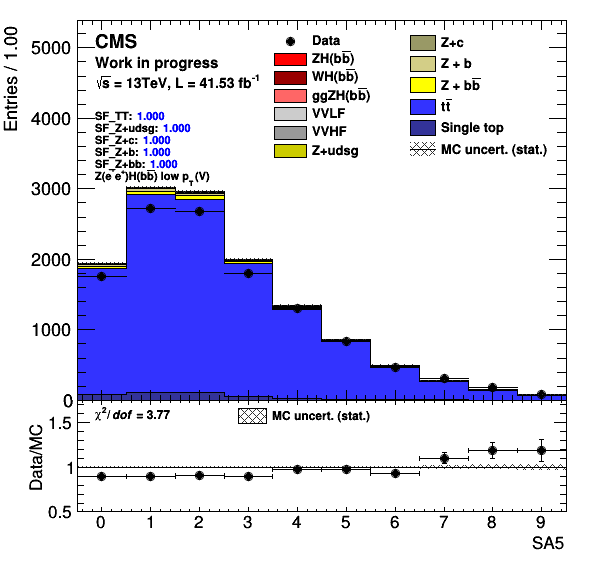 CMS
Work in progress
√s = 13TeV, L = 41.53 fb⁻¹
SF_TT: 1.000
SF_Z+udsg: 1.000
SF_Z+c: 1.000
SF_Z+b: 1.000
SF_Z+bb: 1.000
Z(e⁻e⁺)H(bb̅) low p_T(V)
Data
ZH(bb̅)
WH(bb̅)
ggZH(bb̅)
VVLF
VVHF
Z+udsg
Z+c
Z + b
Z + bb̅
tt̅
Single top
MC uncert. (stat.)
Entries / 1.00
5000
4000
3000
2000
1000
0
χ²/dof = 3.77
MC uncert. (stat.)
Data/MC
1.5
1
0.5
0 1 2 3 4 5 6 7 8 9
SA5